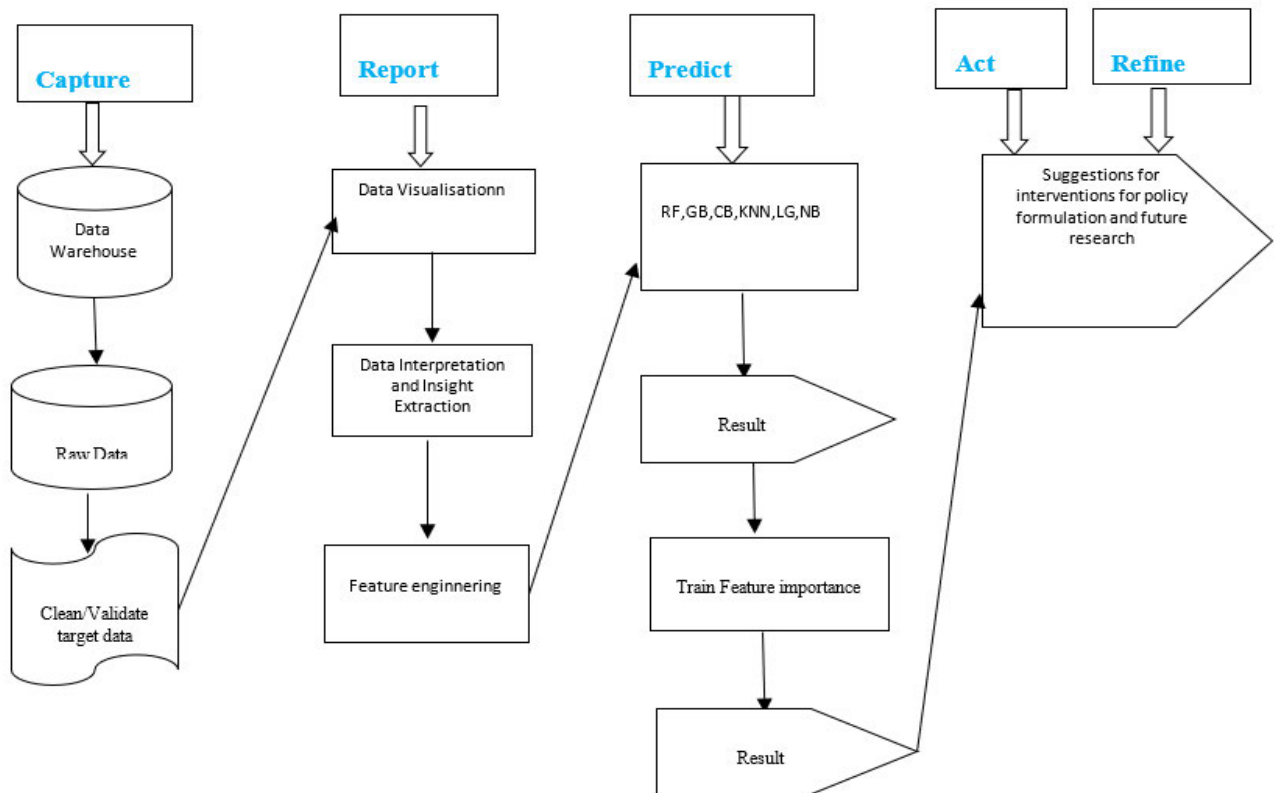 Capture
Data
Warehouse
Raw Data
Clean/Validate
target data
Report
Data Visualisationn
Data Interpretation
and Insight
Extraction
Feature enginnering
Predict
RF,GB,CB,KNN,LG,NB
Result
Train Feature importance
Result
Act
Refine
Suggestions for
interventions for policy
formulation and future
research